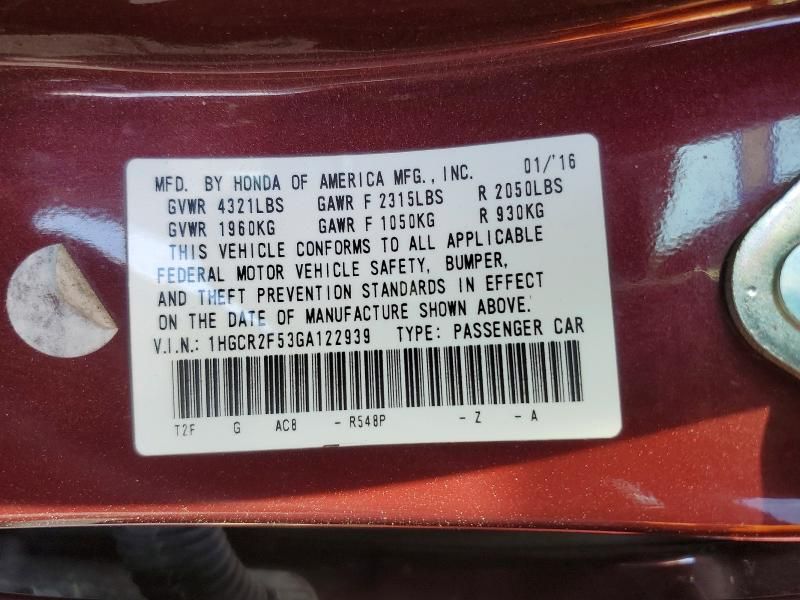 MFD. BY HONDA OF AMERICA MFG., INC. 01/'16
GVWR 4321LBS GAWR F 2315LBS R 2050LBS
GVWR 1960KG GAWR F 1050KG R 930KG
THIS VEHICLE CONFORMS TO ALL APPLICABLE
FEDERAL MOTOR VEHICLE SAFETY, BUMPER,
AND THEFT PREVENTION STANDARDS IN EFFECT
ON THE DATE OF MANUFACTURE SHOWN ABOVE.
V.I.N.: 1HGCR2F53GA122939 TYPE: PASSENGER CAR
T2F G AC8 - R548P - Z - A